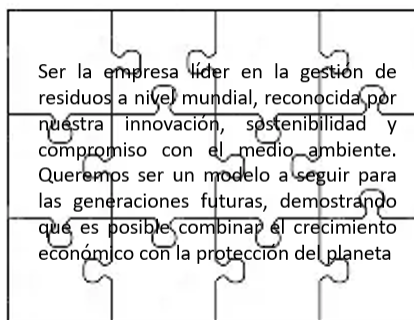 Ser la empresa líder en la gestión de
residuos a nivel mundial, reconocida por
nuestra innovación, sostenibilidad y
compromiso con el medio ambiente.
Queremos ser un modelo a seguir para
las generaciones futuras, demostrando
que es posible combinar el crecimiento
económico con la protección del planeta